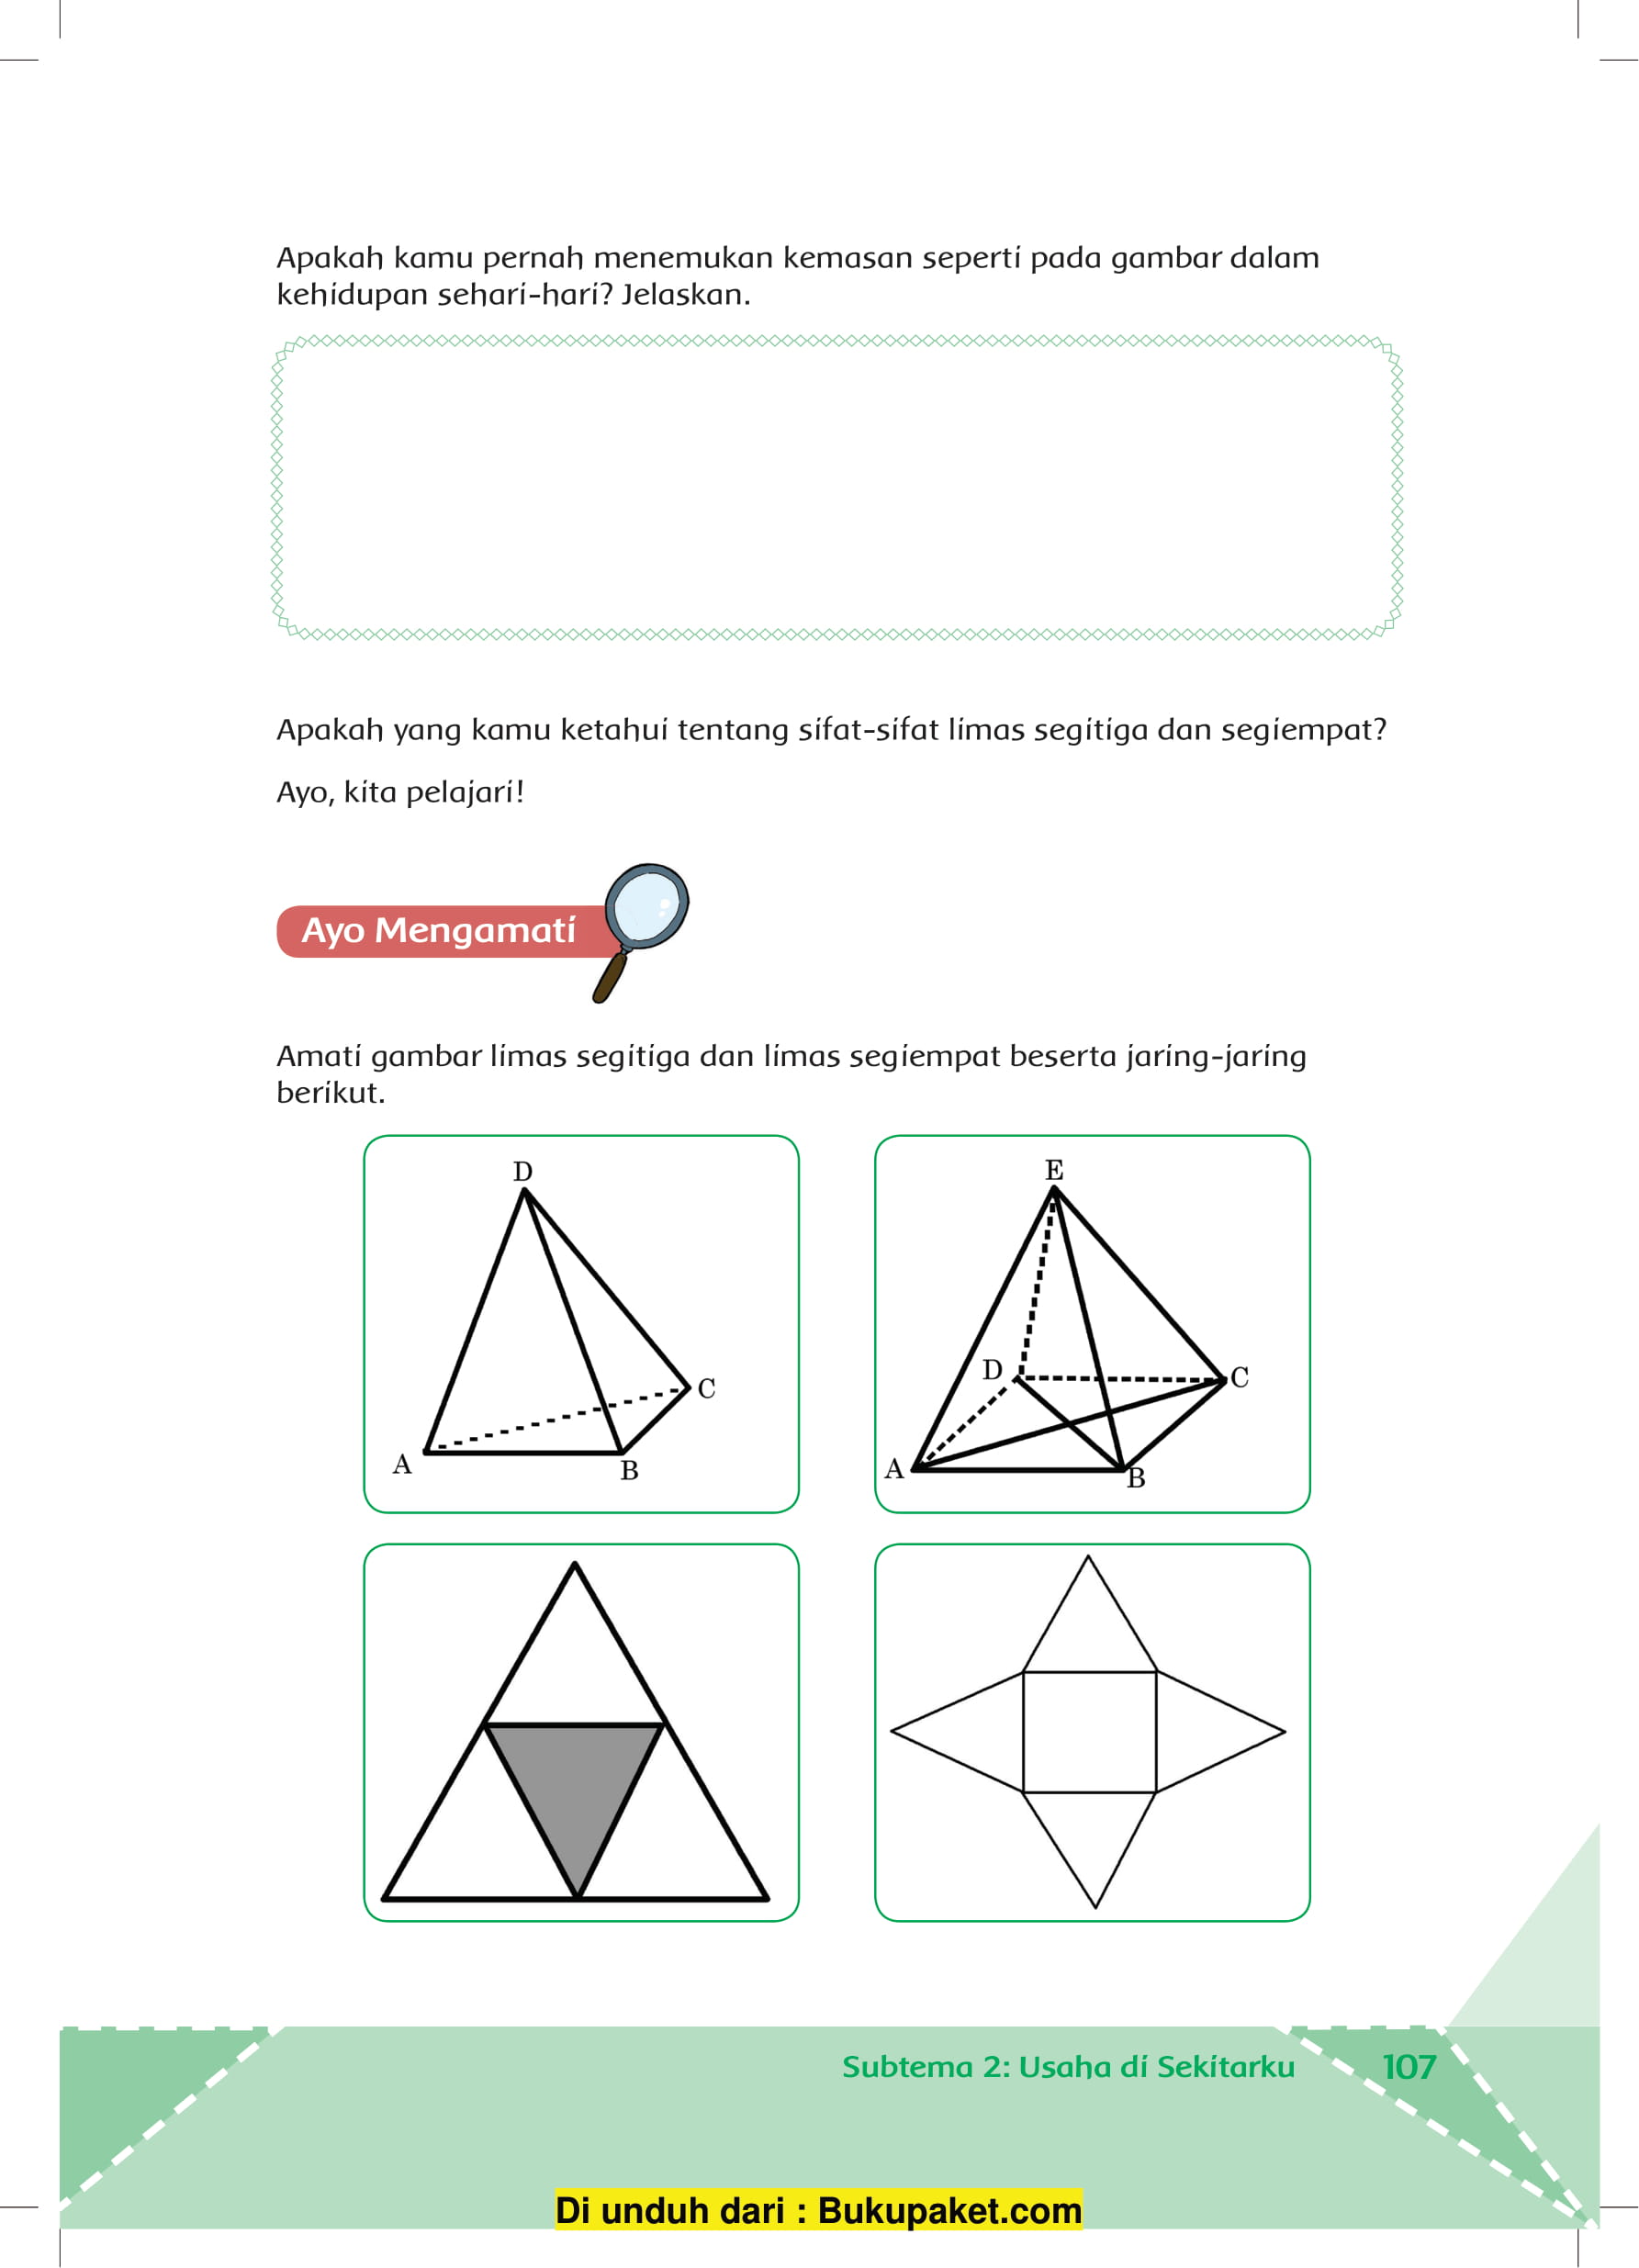 Apakah kamu pernah menemukan kemasan seperti pada gambar dalam
kehidupan sehari-hari? Jelaskan.
Apakah yang kamu ketahui tentang sifat-sifat limas segitiga dan segiempat?
Ayo, kita pelajari!
Ayo Mengamati
Amati gambar limas segitiga dan limas segiempat beserta jaring-jaring
berikut.
D
C
A
B
E
D
C
A
B
Subtema 2: Usaha di Sekitarku 107
Di unduh dari : Bukupaket.com